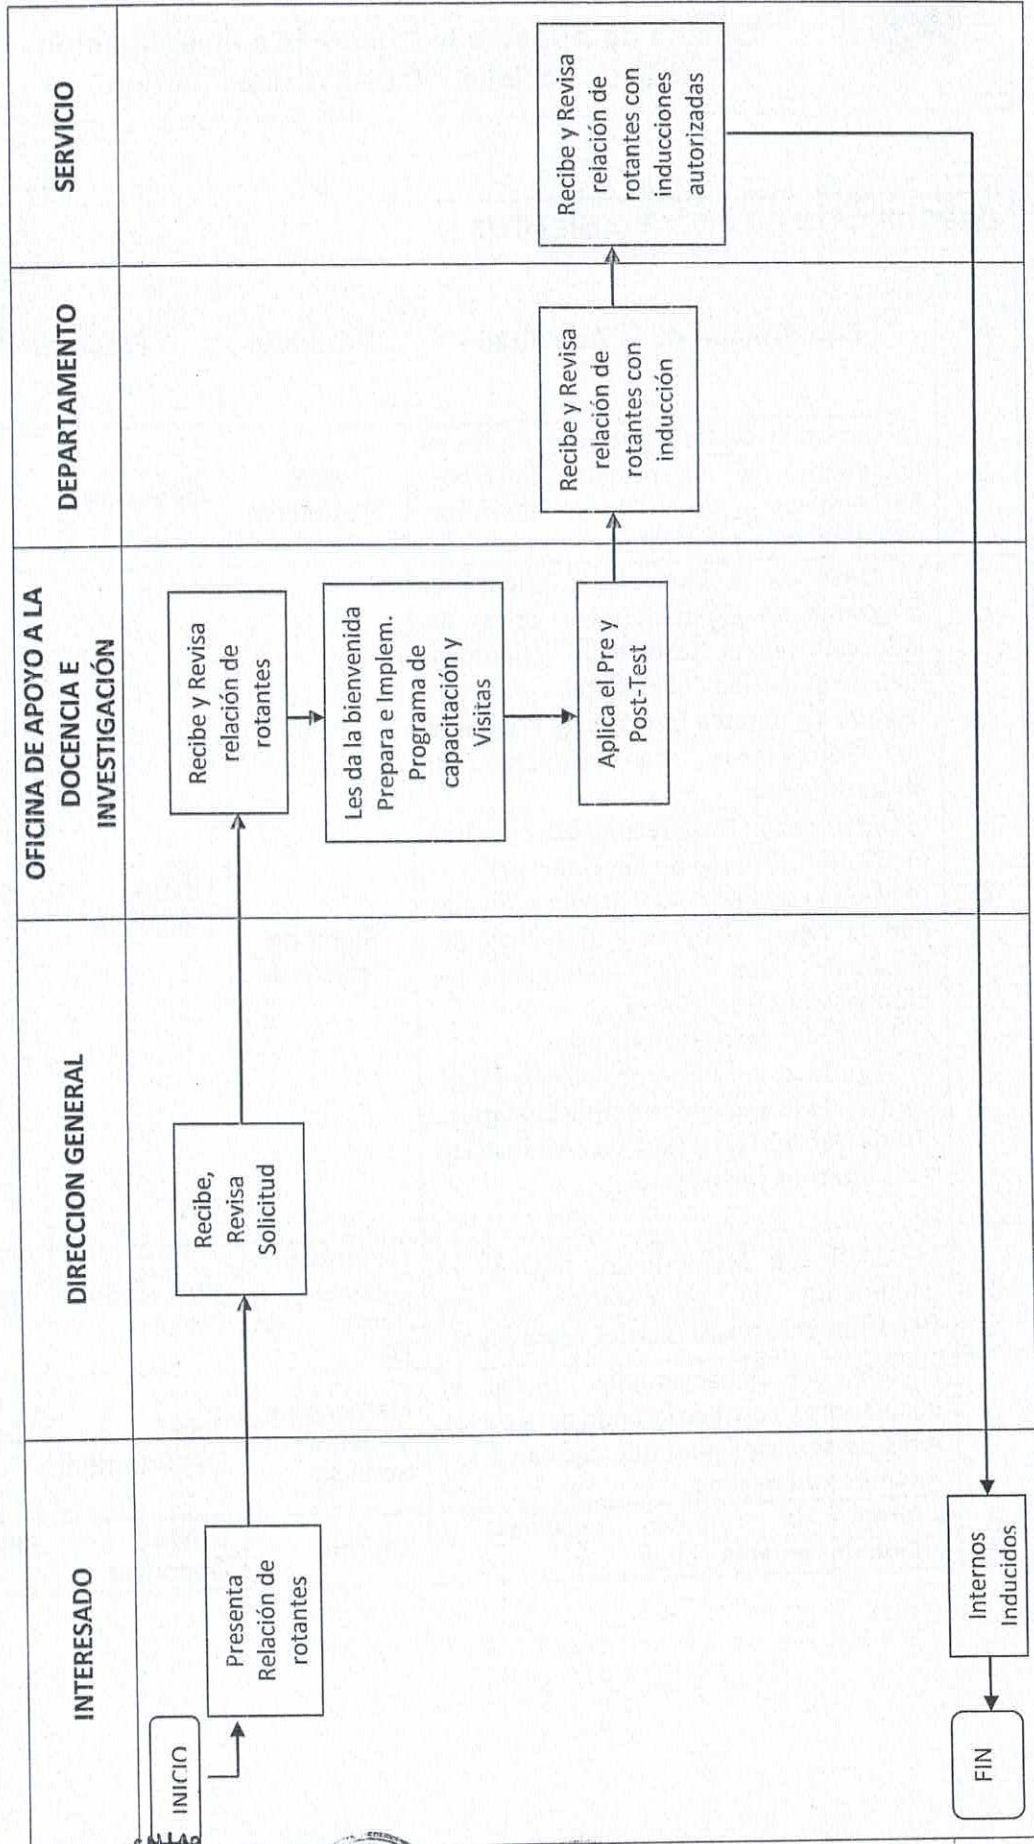 INTERESADO
DIRECCION GENERAL
OFICINA DE APOYO A LA
DOCENCIA E
INVESTIGACIÓN
DEPARTAMENTO
SERVICIO
INICIO
Presenta
Relación de
rotantes
Recibe,
Revisa
Solicitud
Recibe y Revisa
relación de
rotantes
Les da la bienvenida
Prepara e Implem.
Programa de
capacitación y
Visitas
Aplica el Pre y
Post-Test
Recibe y Revisa
relación de
rotantes con
inducción
Recibe y Revisa
relación de
rotantes con
inducciones
autorizadas
Internos
Inducidos
FIN